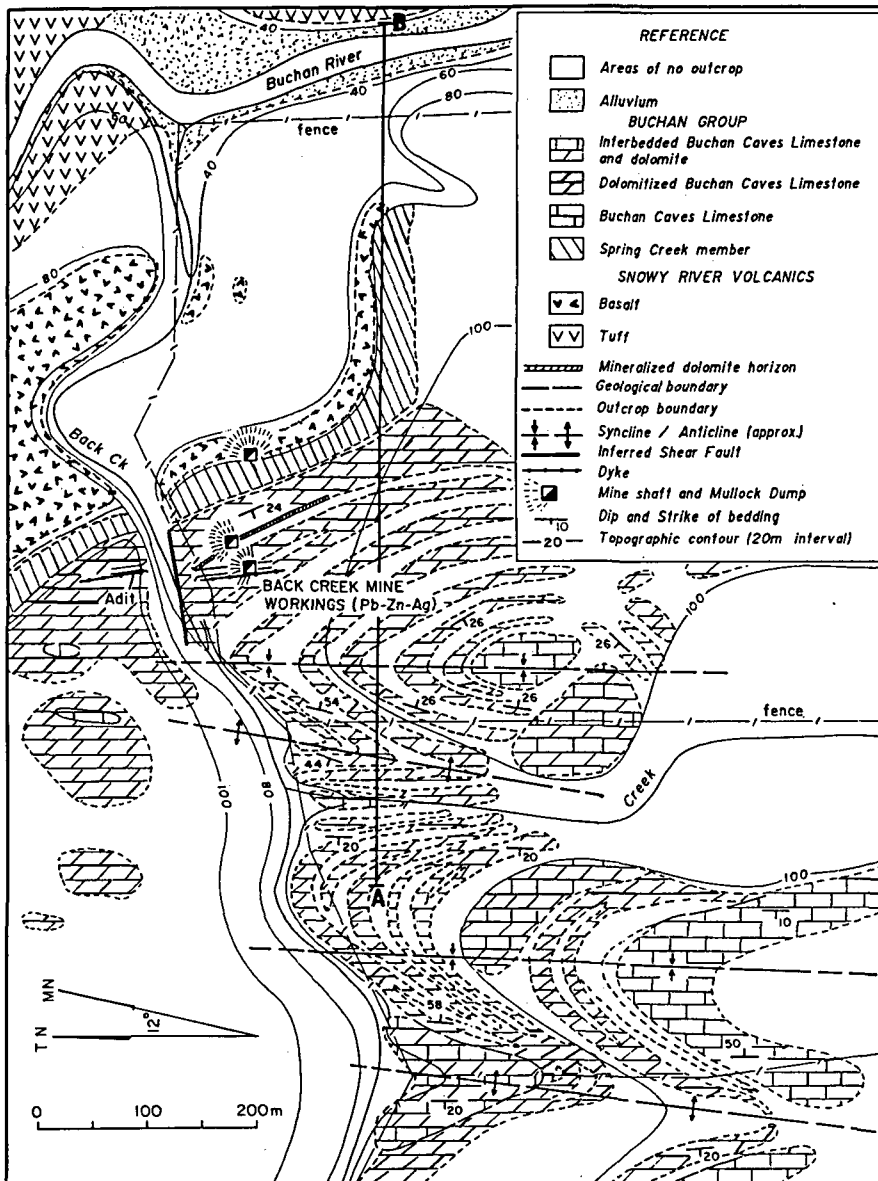 REFERENCE
Areas of no outcrop
Alluvium
BUCHAN GROUP
Interbedded Buchan Caves Limestone
and dolomite
Dolomitized Buchan Caves Limestone
Buchan Caves Limestone
Spring Creek member
SNOWY RIVER VOLCANICS
Basalt
Tuff
Mineralized dolomite horizon
Geological boundary
Outcrop boundary
Syncline / Anticline (approx.)
Inferred Shear Fault
Dyke
Mine shaft and Mullock Dump
10
Dip and Strike of bedding
20
Topographic contour (20m interval)
40
B
Buchan River
60
40
80
fence
40
80
100
Back Ck
24
Adit
BACK CREEK MINE
WORKINGS (Pb-Zn-Ag)
100
26
26
54
26
26
fence
44
Creek
100
80
20
20
100
A
10
58
50
MN
TN
12°
20
20
0 100 200m